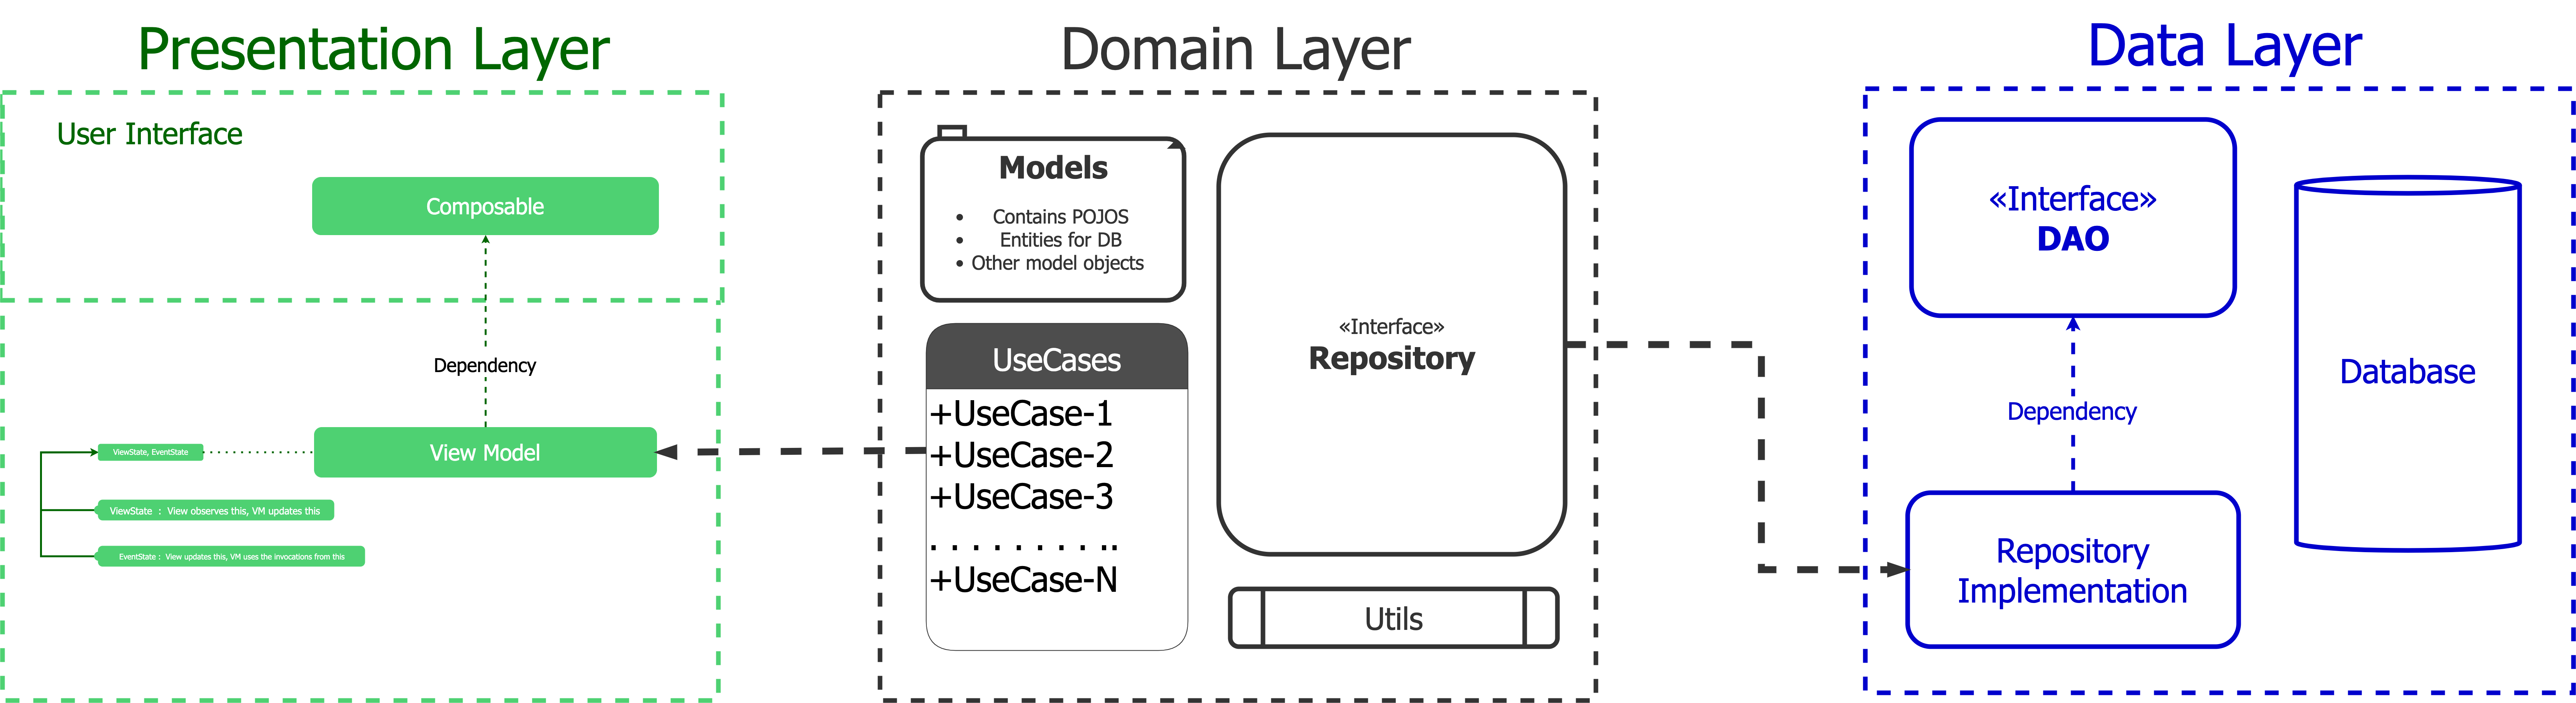 Presentation Layer
User Interface
Composable
Dependency
View Model
ViewState, EventState
ViewState : View observes this, VM updates this
EventState : View updates this, VM uses the invocations from this
Domain Layer
Models
• Contains POJOS
• Entities for DB
• Other model objects
UseCases
+UseCase-1
+UseCase-2
+UseCase-3
. . . . . . . . ..
+UseCase-N
«Interface»
Repository
Utils
Data Layer
«Interface»
DAO
Dependency
Repository
Implementation
Database